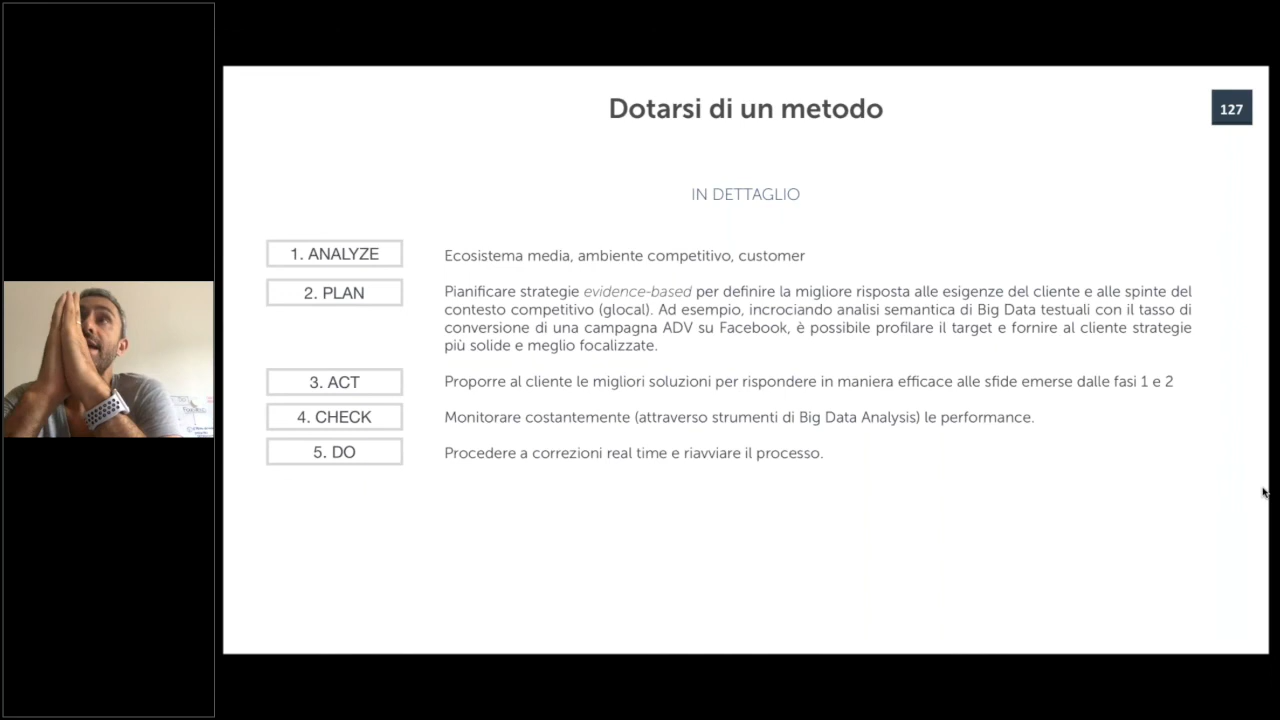 Dotarsi di un metodo
127
IN DETTAGLIO
1. ANALYZE
Ecosistema media, ambiente competitivo, customer
2. PLAN
Pianificare strategie evidence-based per definire la migliore risposta alle esigenze del cliente e alle spinte del
contesto competitivo (glocal). Ad esempio, incrociando analisi semantica di Big Data testuali con il tasso di
conversione di una campagna ADV su Facebook, è possibile profilare il target e fornire al cliente strategie
più solide e meglio focalizzate.
3. ACT
Proporre al cliente le migliori soluzioni per rispondere in maniera efficace alle sfide emerse dalle fasi 1 e 2
4. CHECK
Monitorare costantemente (attraverso strumenti di Big Data Analysis) le performance.
5. DO
Procedere a correzioni real time e riavviare il processo.